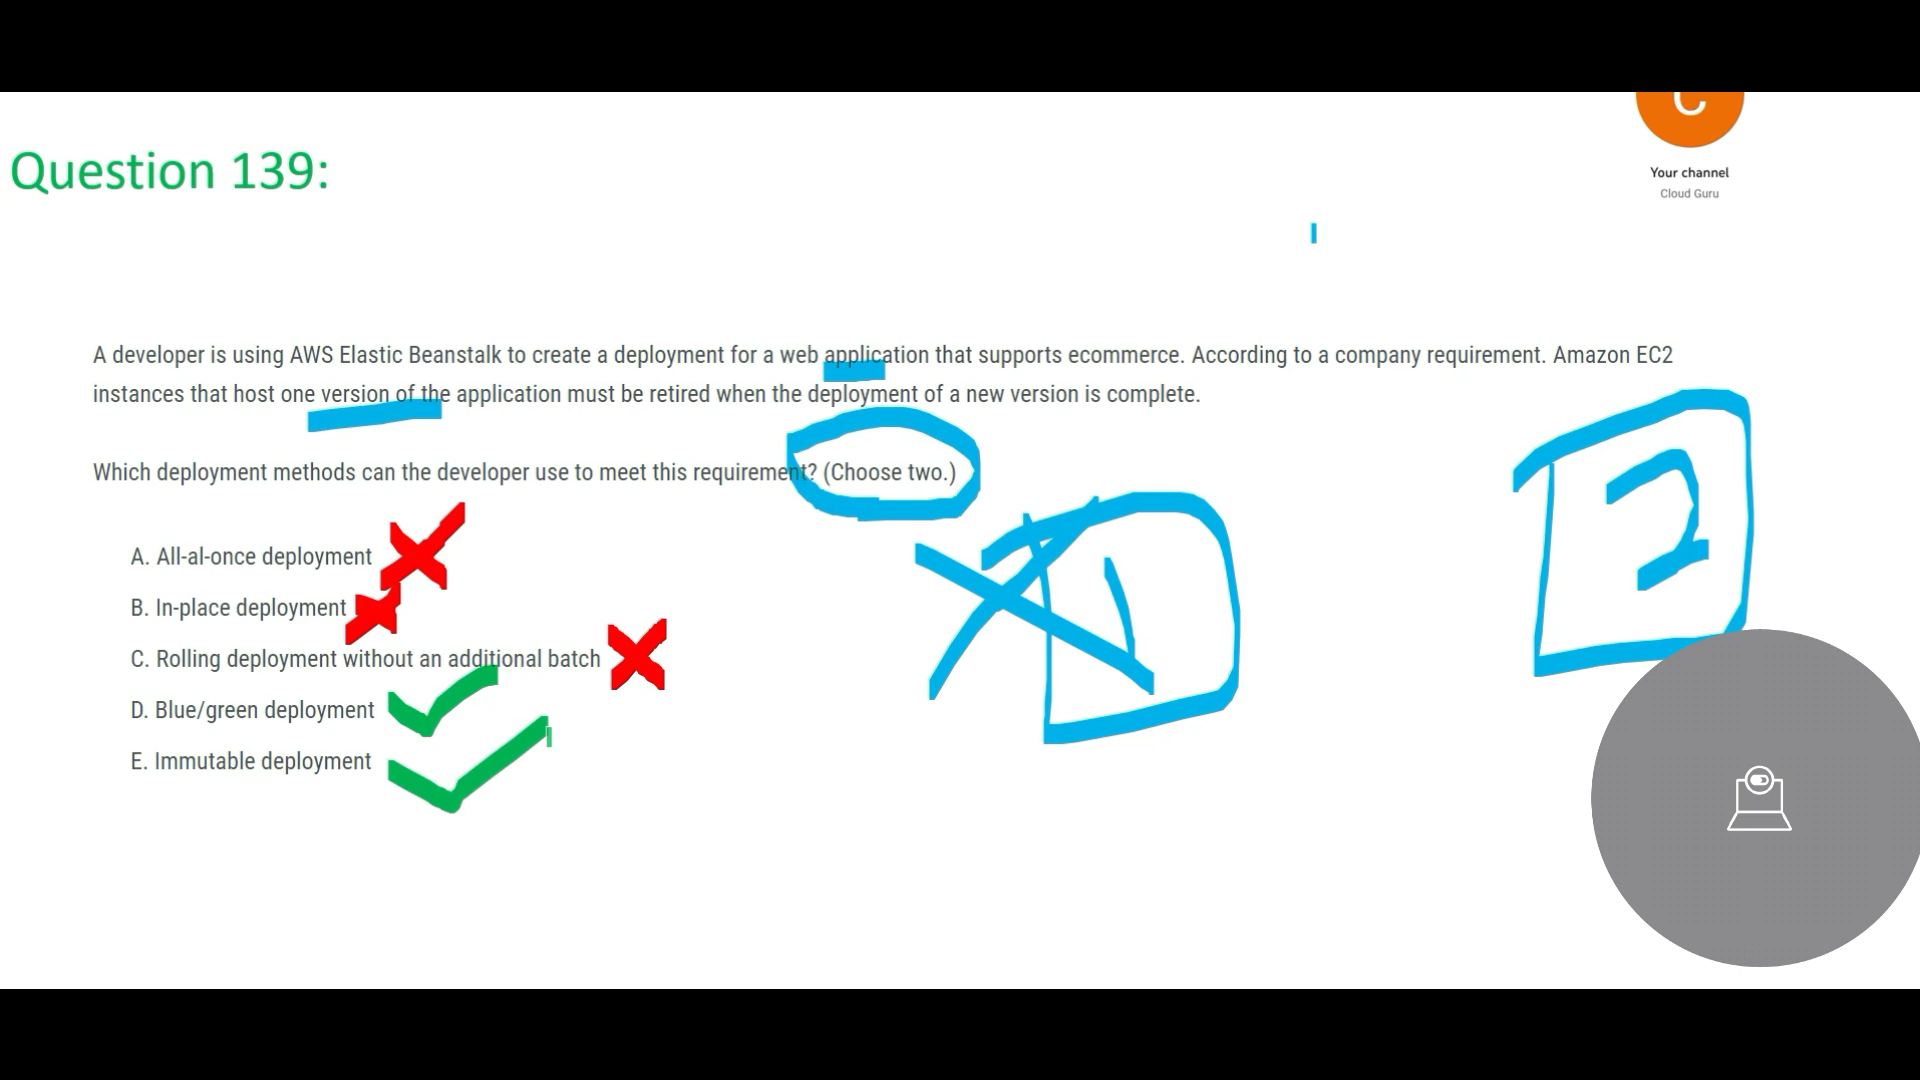 C
Your channel
Cloud Guru
Question 139:
A developer is using AWS Elastic Beanstalk to create a deployment for a web application that supports ecommerce. According to a company requirement. Amazon EC2
instances that host one version of the application must be retired when the deployment of a new version is complete.
Which deployment methods can the developer use to meet this requirement? (Choose two.)
A. All-al-once deployment
B. In-place deployment
C. Rolling deployment without an additional batch
D. Blue/green deployment
E. Immutable deployment
1
2